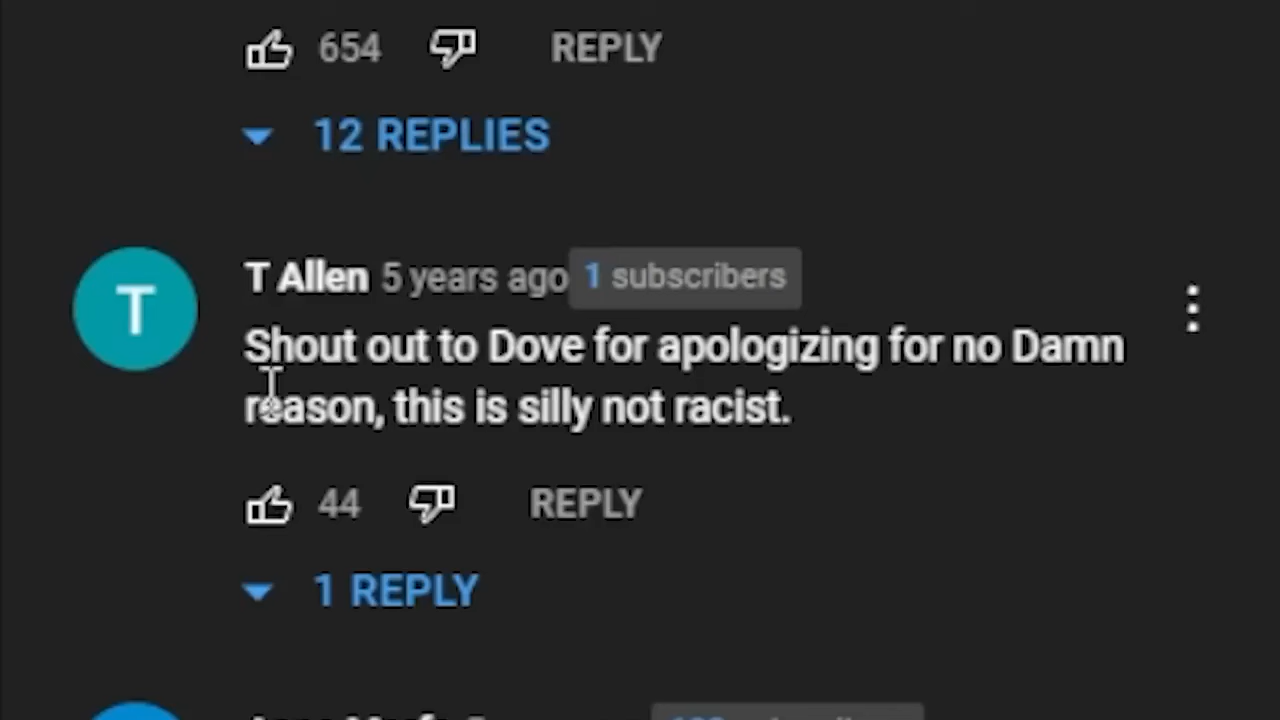 654 REPLY
12 REPLIES
T
T Allen 5 years ago 1 subscribers
Shout out to Dove for apologizing for no Damn
reason, this is silly not racist.
44 REPLY
1 REPLY